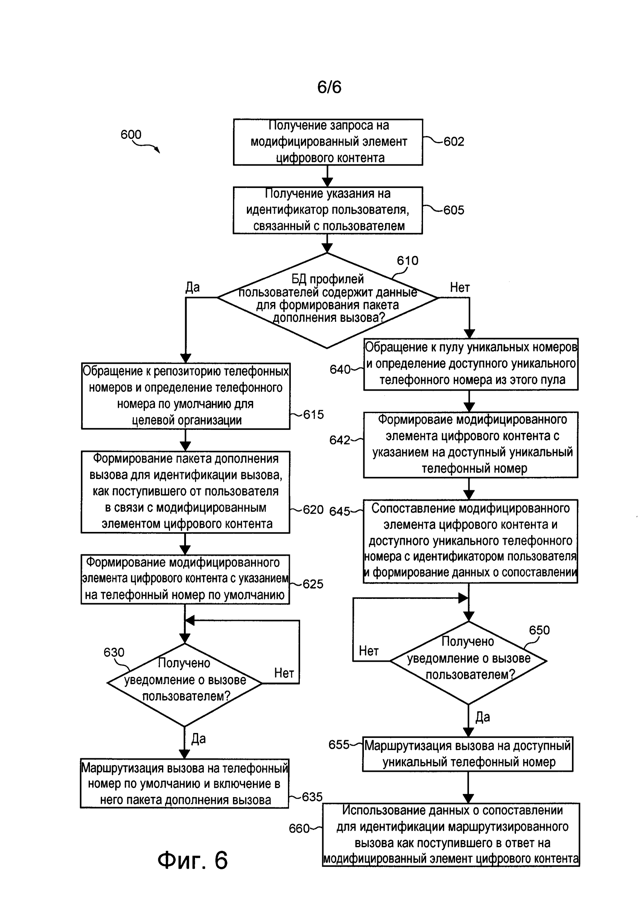 6/6
600
Получение запроса на
модифицированный элемент
цифрового контента
602
Получение указания на
идентификатор пользователя,
связанный с пользователем
605
БД профилей
пользователей содержит данные
для формирования пакета
дополнения вызова?
610
Да
Нет
Обращение к репозиторию телефонных
номеров и определение телефонного
номера по умолчанию для
целевой организации
615
Формирование пакета дополнения
вызова для идентификации вызова,
как поступившего от пользователя
в связи с модифицированным
элементом цифрового контента
620
Формирование модифицированного
элемента цифрового контента с указанием
на телефонный номер по умолчанию
625
630
Получено
уведомление о вызове
пользователем?
Нет
Да
Маршрутизация вызова на телефонный
номер по умолчанию и включение в
него пакета дополнения вызова
635
Обращение к пулу уникальных номеров
и определение доступного уникального
телефонного номера из этого пула
640
Формироваие модифицированного
элемента цифрового контента с
указанием на доступный уникальный
телефонный номер
642
Сопоставление модифицированного
элемента цифрового контента и
доступного уникального телефонного
номера с идентификатором пользователя
и формирование данных о сопоставлении
645
650
Получено
уведомление о вызове
пользователем?
Нет
Да
Маршрутизация вызова на доступный
уникальный телефонный номер
655
Использование данных о сопоставлении
для идентификации маршрутизированного
вызова как поступившего в ответ на
модифицированный элемент цифрового контента
660
Фиг. 6